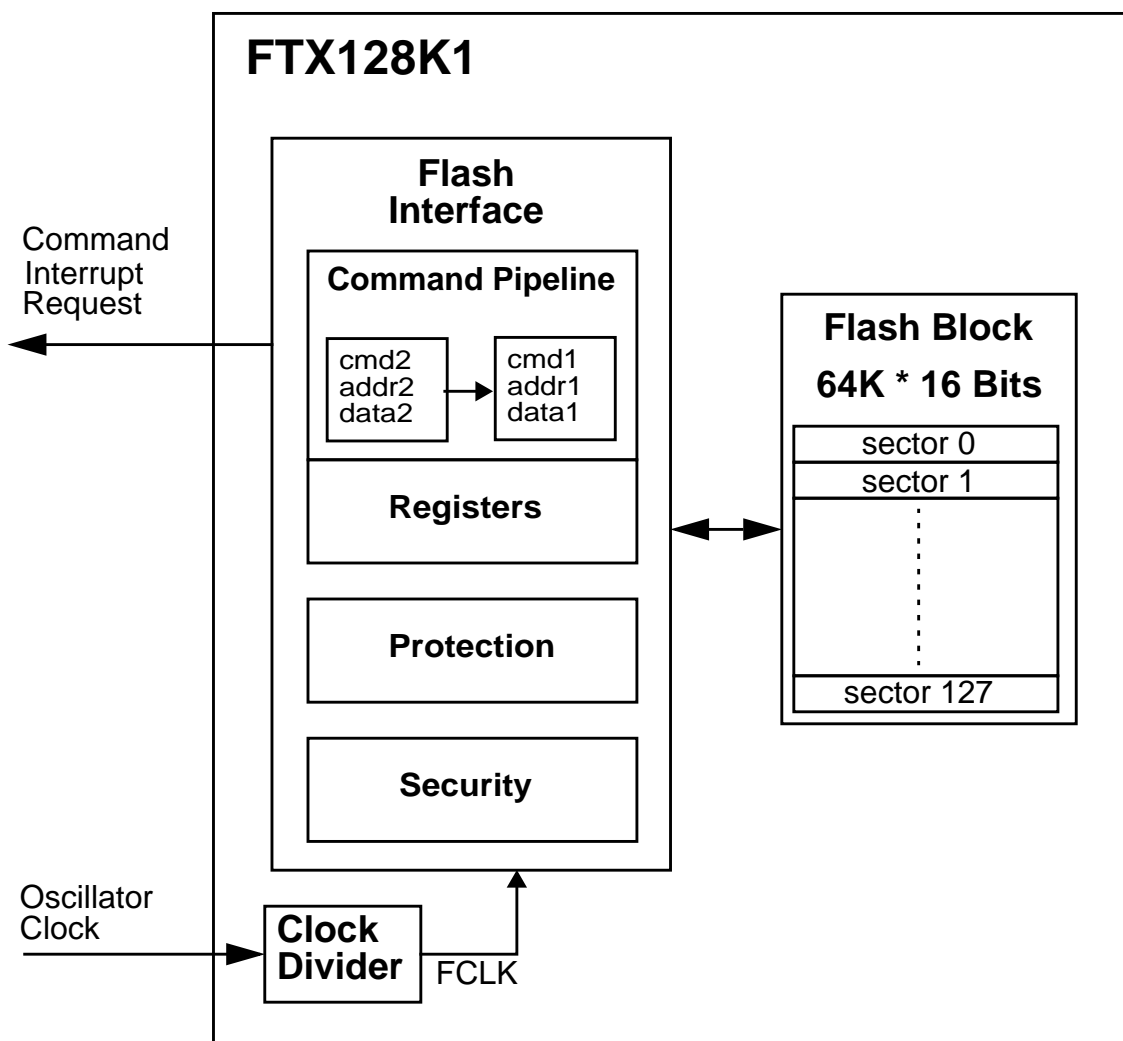 FTX128K1
Flash
Interface
Command
Interrupt
Request
Command Pipeline
cmd2
addr2
data2
cmd1
addr1
data1
Registers
Protection
Security
Flash Block
64K * 16 Bits
sector 0
sector 1
sector 127
Oscillator
Clock
Clock
Divider
FCLK